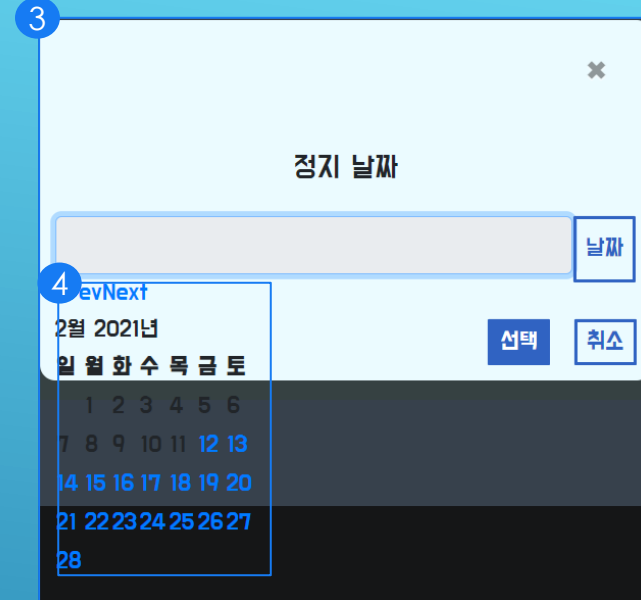 3
✖
정지 날짜
날짜
4
evNext
2월 2021년
선택
취소
일 월 화 수 목 금 토
1 2 3 4 5 6
7 8 9 10 11 12 13
14 15 16 17 18 19 20
21 22 23 24 25 26 27
28